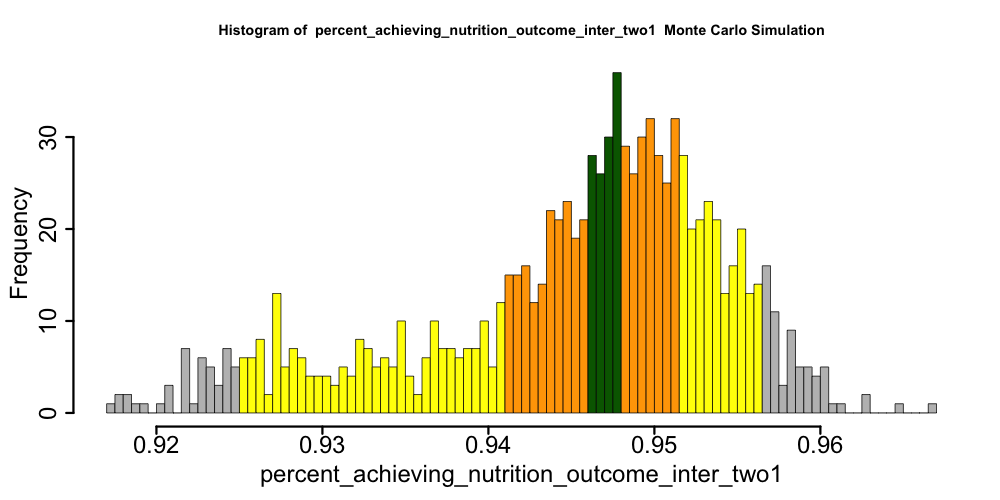 Histogram of percent_achieving_nutrition_outcome_inter_two1 Monte Carlo Simulation
Frequency
30
20
10
0
0.92 0.93 0.94 0.95 0.96
percent_achieving_nutrition_outcome_inter_two1